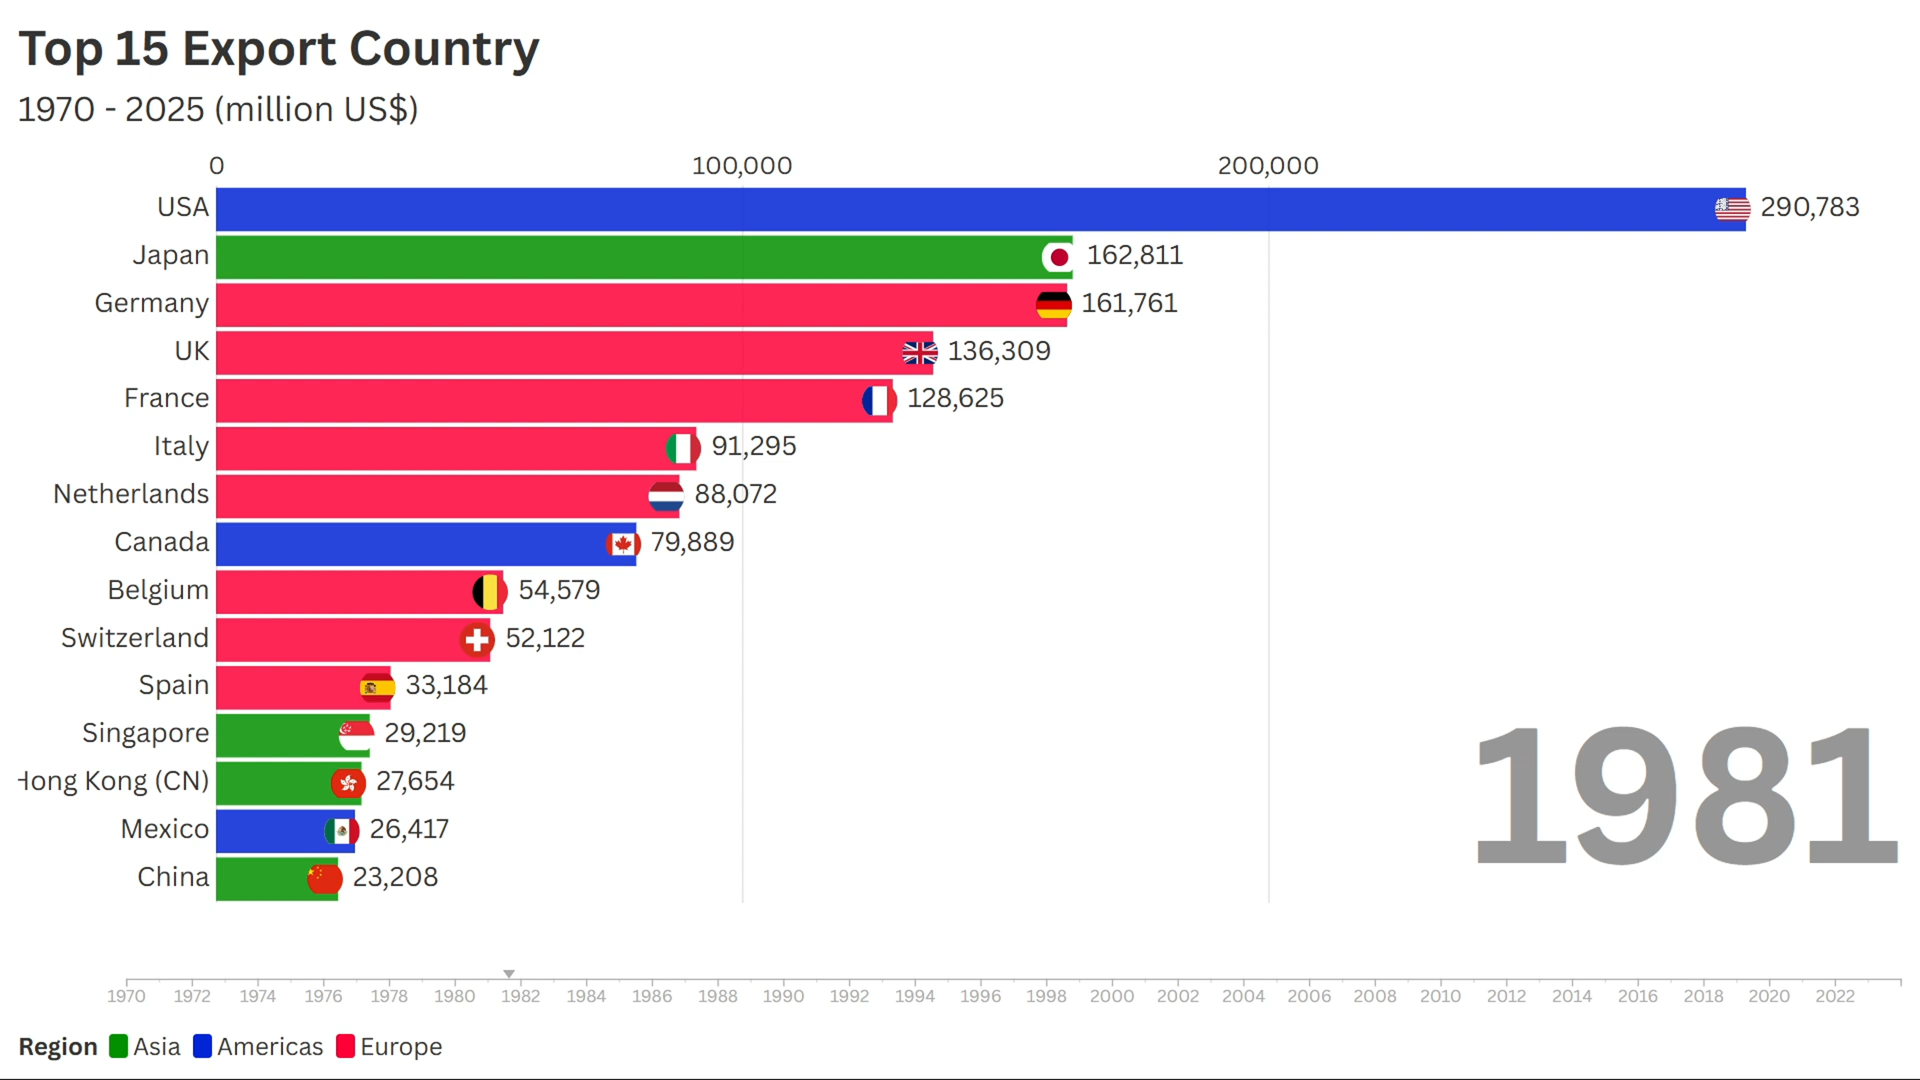 Top 15 Export Country
1970 - 2025 (million US$)
0 100,000 200,000
USA 290,783
Japan 162,811
Germany 161,761
UK 136,309
France 128,625
Italy 91,295
Netherlands 88,072
Canada 79,889
Belgium 54,579
Switzerland 52,122
Spain 33,184
Singapore 29,219
Hong Kong (CN) 27,654
Mexico 26,417
China 23,208
1981
1970 1972 1974 1976 1978 1980 1982 1984 1986 1988 1990 1992 1994 1996 1998 2000 2002 2004 2006 2008 2010 2012 2014 2016 2018 2020 2022
Region Asia Americas Europe